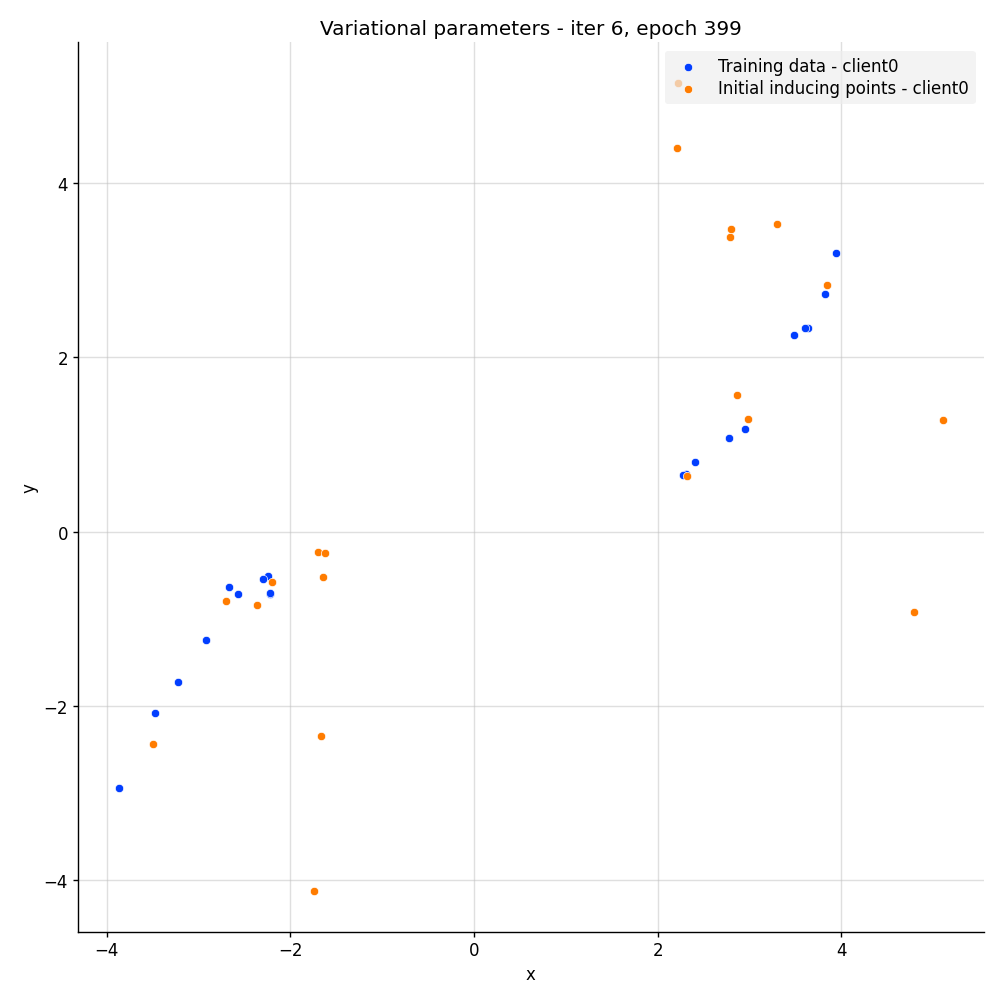 Variational parameters - iter 6, epoch 399
Training data - client0
Initial inducing points - client0
4
2
0
−2
−4
y
−4
−2
0
2
4
x